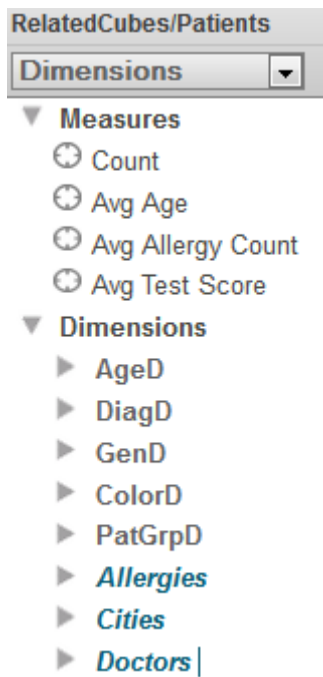 RelatedCubes/Patients
Dimensions
Measures
Count
Avg Age
Avg Allergy Count
Avg Test Score
Dimensions
AgeD
DiagD
GenD
ColorD
PatGrpD
Allergies
Cities
Doctors